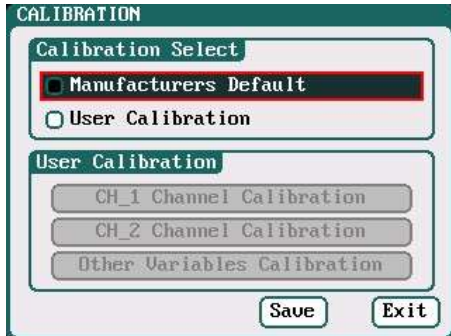 CALIBRATION
Calibration Select
Manufacturers Default
User Calibration
User Calibration
CH_1 Channel Calibration
CH_2 Channel Calibration
Other Variables Calibration
Save Exit